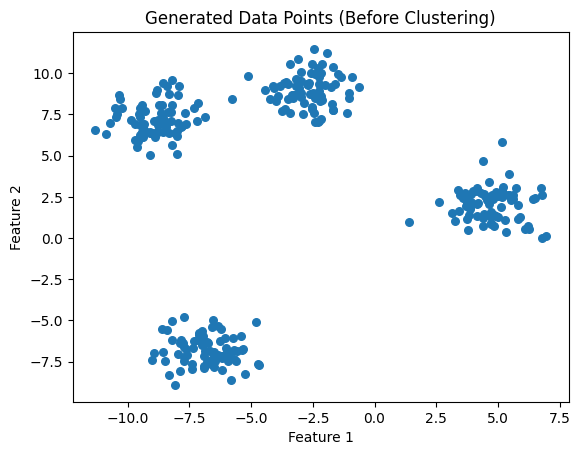 Generated Data Points (Before Clustering)
10.0
7.5
5.0
2.5
0.0
−2.5
−5.0
−7.5
Feature 2
−10.0 −7.5 −5.0 −2.5 0.0 2.5 5.0 7.5
Feature 1